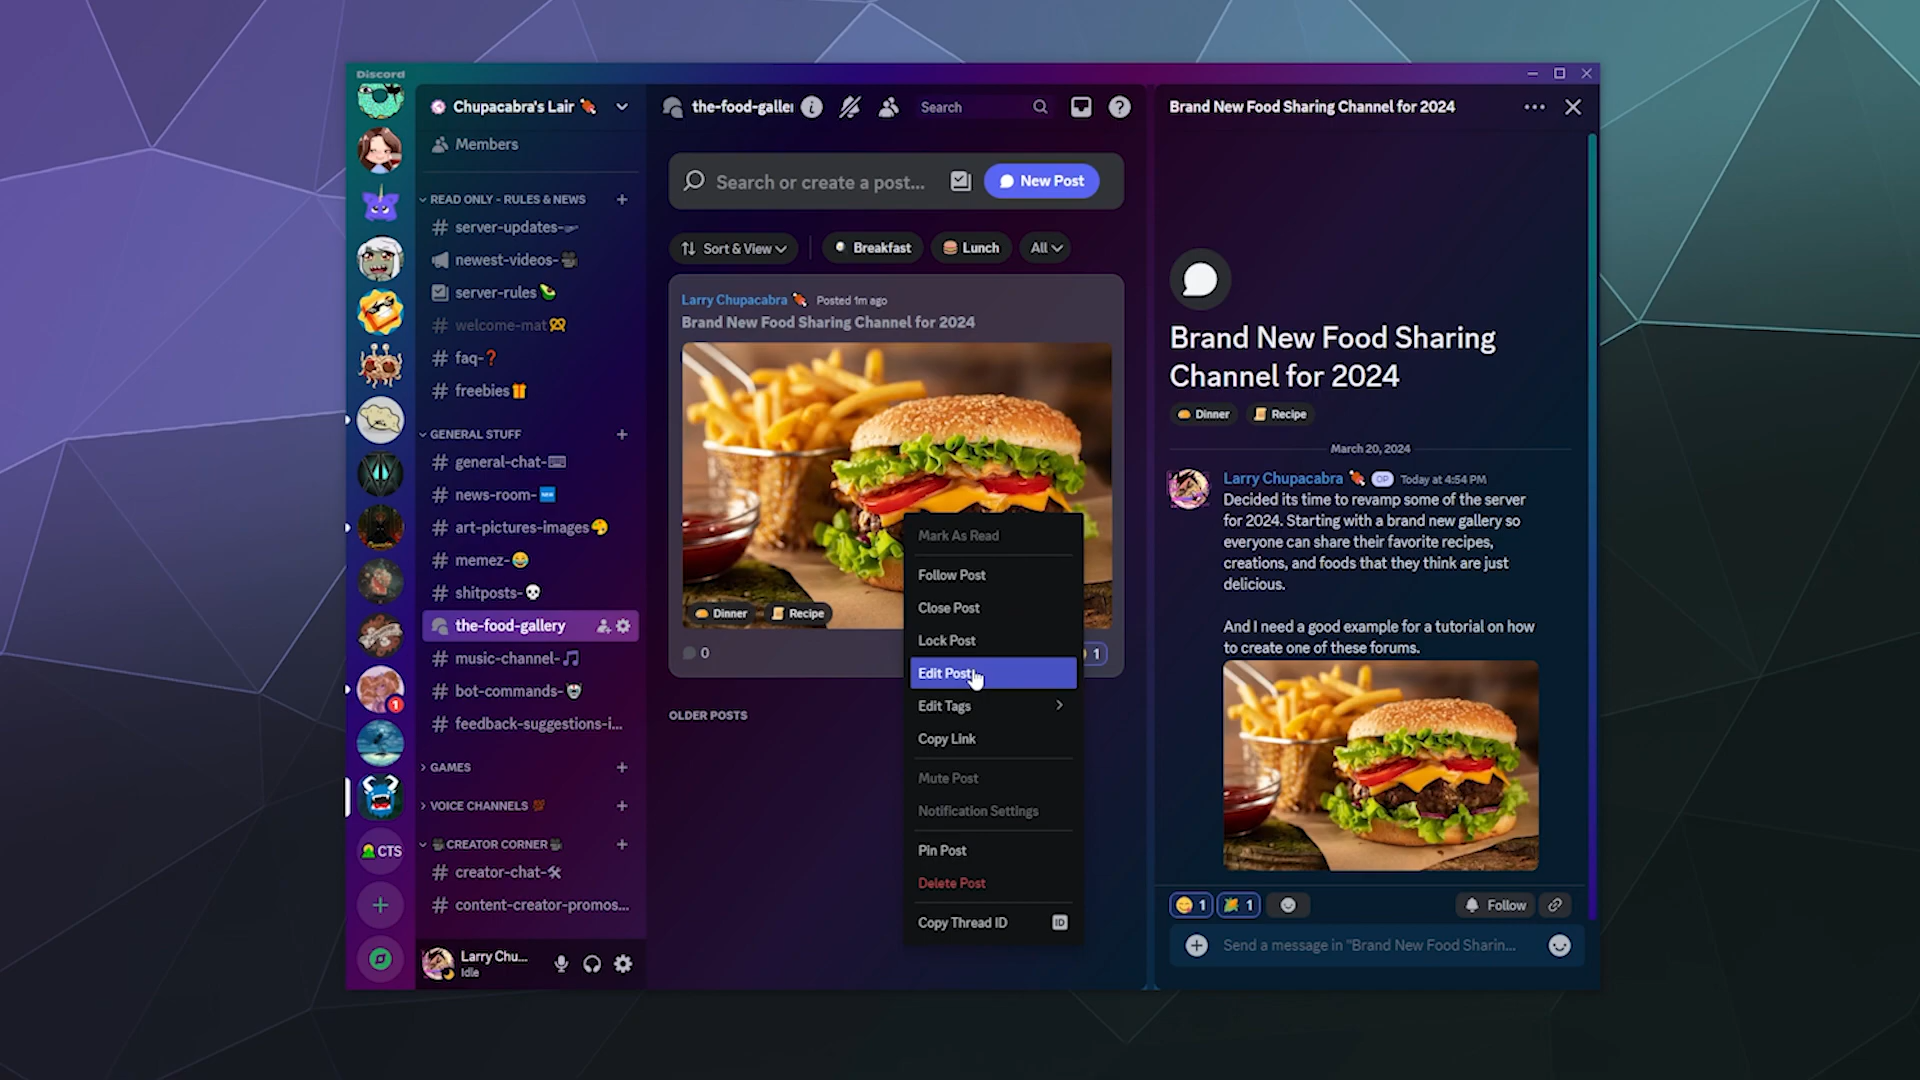 Discord
Chupacabra's Lair
Members
READ ONLY - RULES & NEWS
server-updates-
newest-videos-
server-rules
welcome-mat
faq-❓
freebies
GENERAL STUFF
general-chat-
news-room-
art-pictures-images
memez-
shitposts-
the-food-gallery
music-channel-
bot-commands-
feedback-suggestions-i...
GAMES
VOICE CHANNELS 💯
CREATOR CORNER
creator-chat-
content-creator-promos...
1
CTS
Larry Chu...
Idle
the-food-galle
Search
Search or create a post...
New Post
Sort & View
Breakfast
Lunch
All
Larry Chupacabra Posted 1m ago
Brand New Food Sharing Channel for 2024
Dinner
Recipe
0
1
OLDER POSTS
Mark As Read
Follow Post
Close Post
Lock Post
Edit Post
Edit Tags
Copy Link
Mute Post
Notification Settings
Pin Post
Delete Post
Copy Thread ID ID
Brand New Food Sharing Channel for 2024
Brand New Food Sharing
Channel for 2024
Dinner
Recipe
March 20, 2024
Larry Chupacabra OP Today at 4:54 PM
Decided its time to revamp some of the server
for 2024. Starting with a brand new gallery so
everyone can share their favorite recipes,
creations, and foods that they think are just
delicious.
And I need a good example for a tutorial on how
to create one of these forums.
1
1
Follow
Send a message in "Brand New Food Sharin...